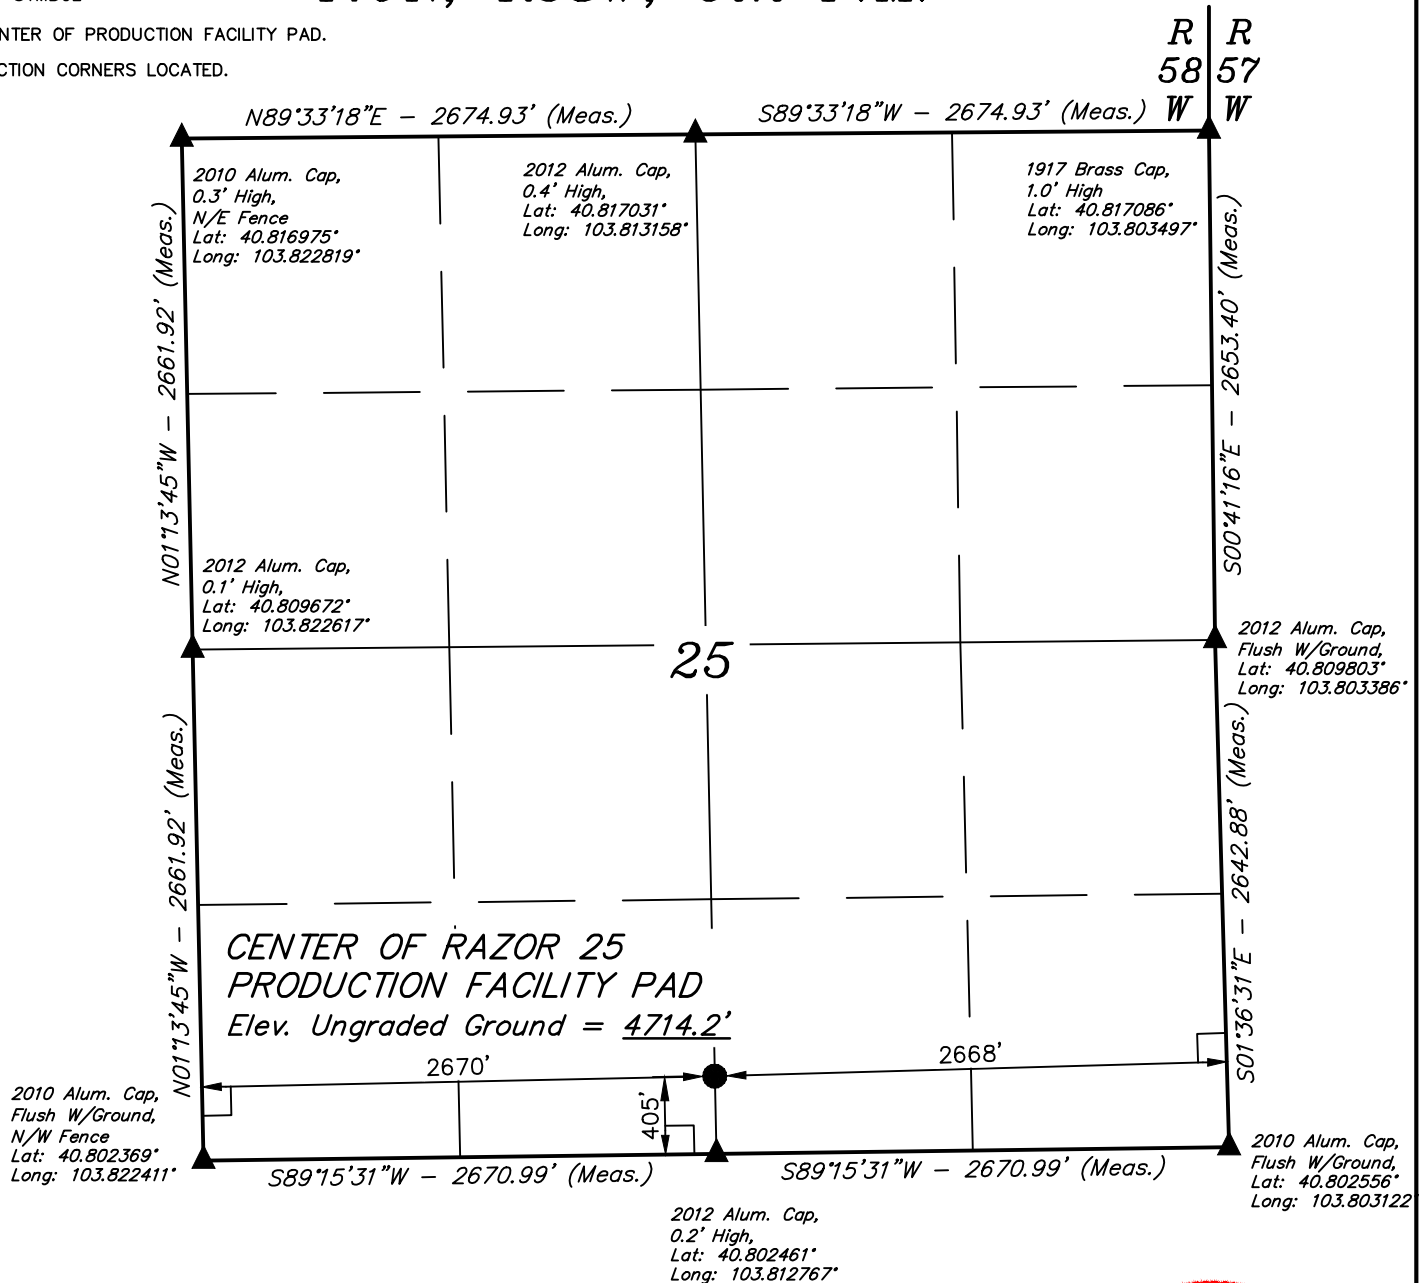 CENTER OF PRODUCTION FACILITY PAD.
SECTION CORNERS LOCATED.
R R
58 57
W W
N89°33'18"E - 2674.93' (Meas.)
S89°33'18"W - 2674.93' (Meas.)
2010 Alum. Cap,
0.3' High,
N/E Fence
Lat: 40.816975°
Long: 103.822819°
2012 Alum. Cap,
0.4' High,
Lat: 40.817031°
Long: 103.813158°
1917 Brass Cap,
1.0' High
Lat: 40.817086°
Long: 103.803497°
N01°13'45"W - 2661.92' (Meas.)
S00°41'16"E - 2653.40' (Meas.)
2012 Alum. Cap,
0.1' High,
Lat: 40.809672°
Long: 103.822617°
25
2012 Alum. Cap,
Flush W/Ground,
Lat: 40.809803°
Long: 103.803386°
N01°13'45"W - 2661.92' (Meas.)
S01°36'31"E - 2642.88' (Meas.)
CENTER OF RAZOR 25
PRODUCTION FACILITY PAD
Elev. Ungraded Ground = 4714.2'
2670'
2668'
405'
2010 Alum. Cap,
Flush W/Ground,
N/W Fence
Lat: 40.802369°
Long: 103.822411°
S89°15'31"W - 2670.99' (Meas.)
S89°15'31"W - 2670.99' (Meas.)
2010 Alum. Cap,
Flush W/Ground,
Lat: 40.802556°
Long: 103.803122°
2012 Alum. Cap,
0.2' High,
Lat: 40.802461°
Long: 103.812767°